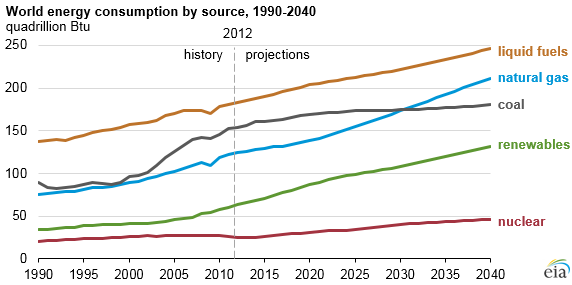 World energy consumption by source, 1990-2040
quadrillion Btu
2012
history projections
250
200
150
100
50
0
liquid fuels
natural gas
coal
renewables
nuclear
1990 1995 2000 2005 2010 2015 2020 2025 2030 2035 2040
eia